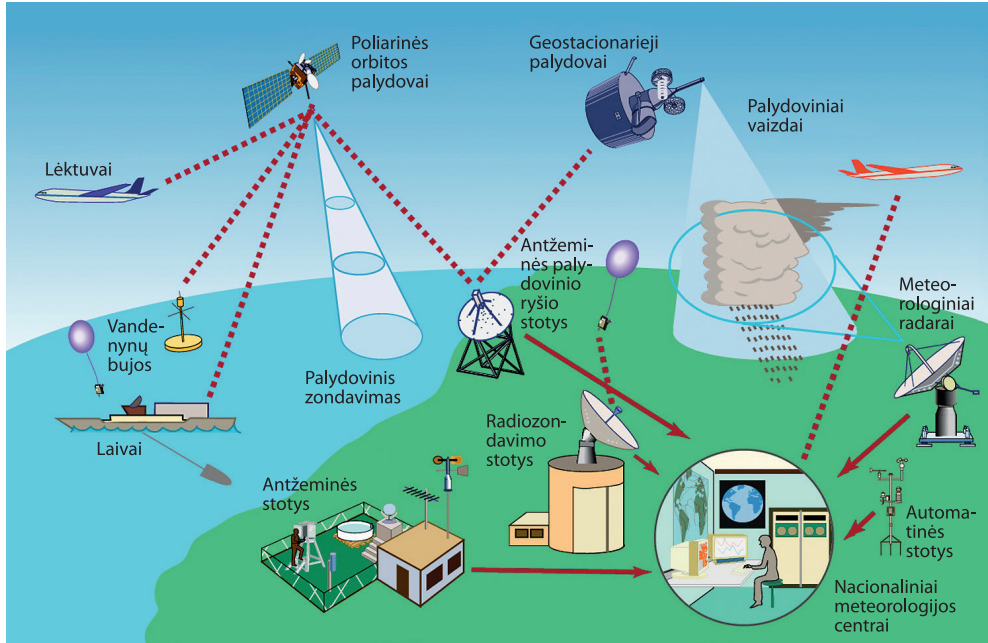 Poliarinės
orbitos
palydovai
Geostacionarieji
palydovai
Palydoviniai
vaizdai
Lėktuvai
Antžemi-
nės paly-
dovinio
ryšio
stotys
Meteo-
rologiniai
radarai
Vande-
nynų
bujos
Palydovinis
zondavimas
Laivai
Radiozon-
davimo
stotys
Antžeminės
stotys
Automa-
tinės
stotys
Nacionaliniai
meteorologijos
centrai